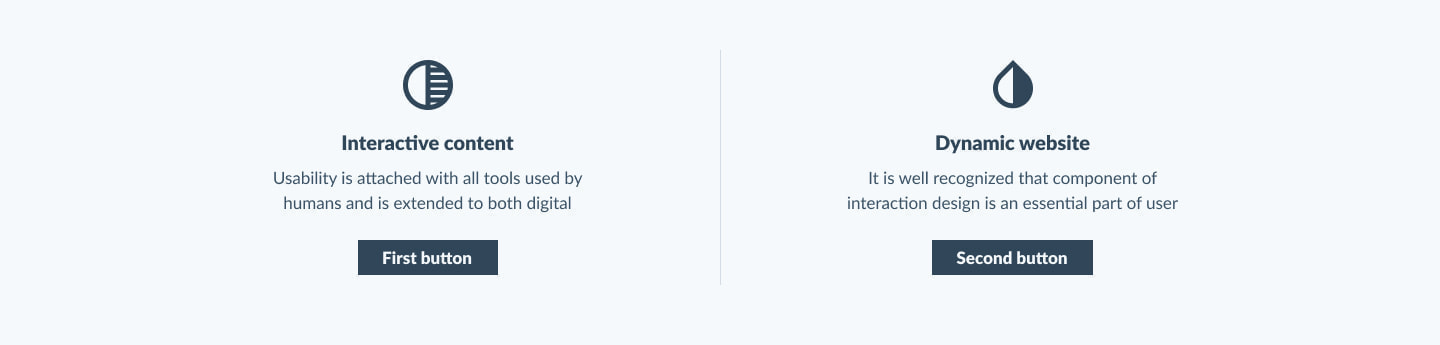 Interactive content
Usability is attached with all tools used by
humans and is extended to both digital
First button
Dynamic website
It is well recognized that component of
interaction design is an essential part of user
Second button